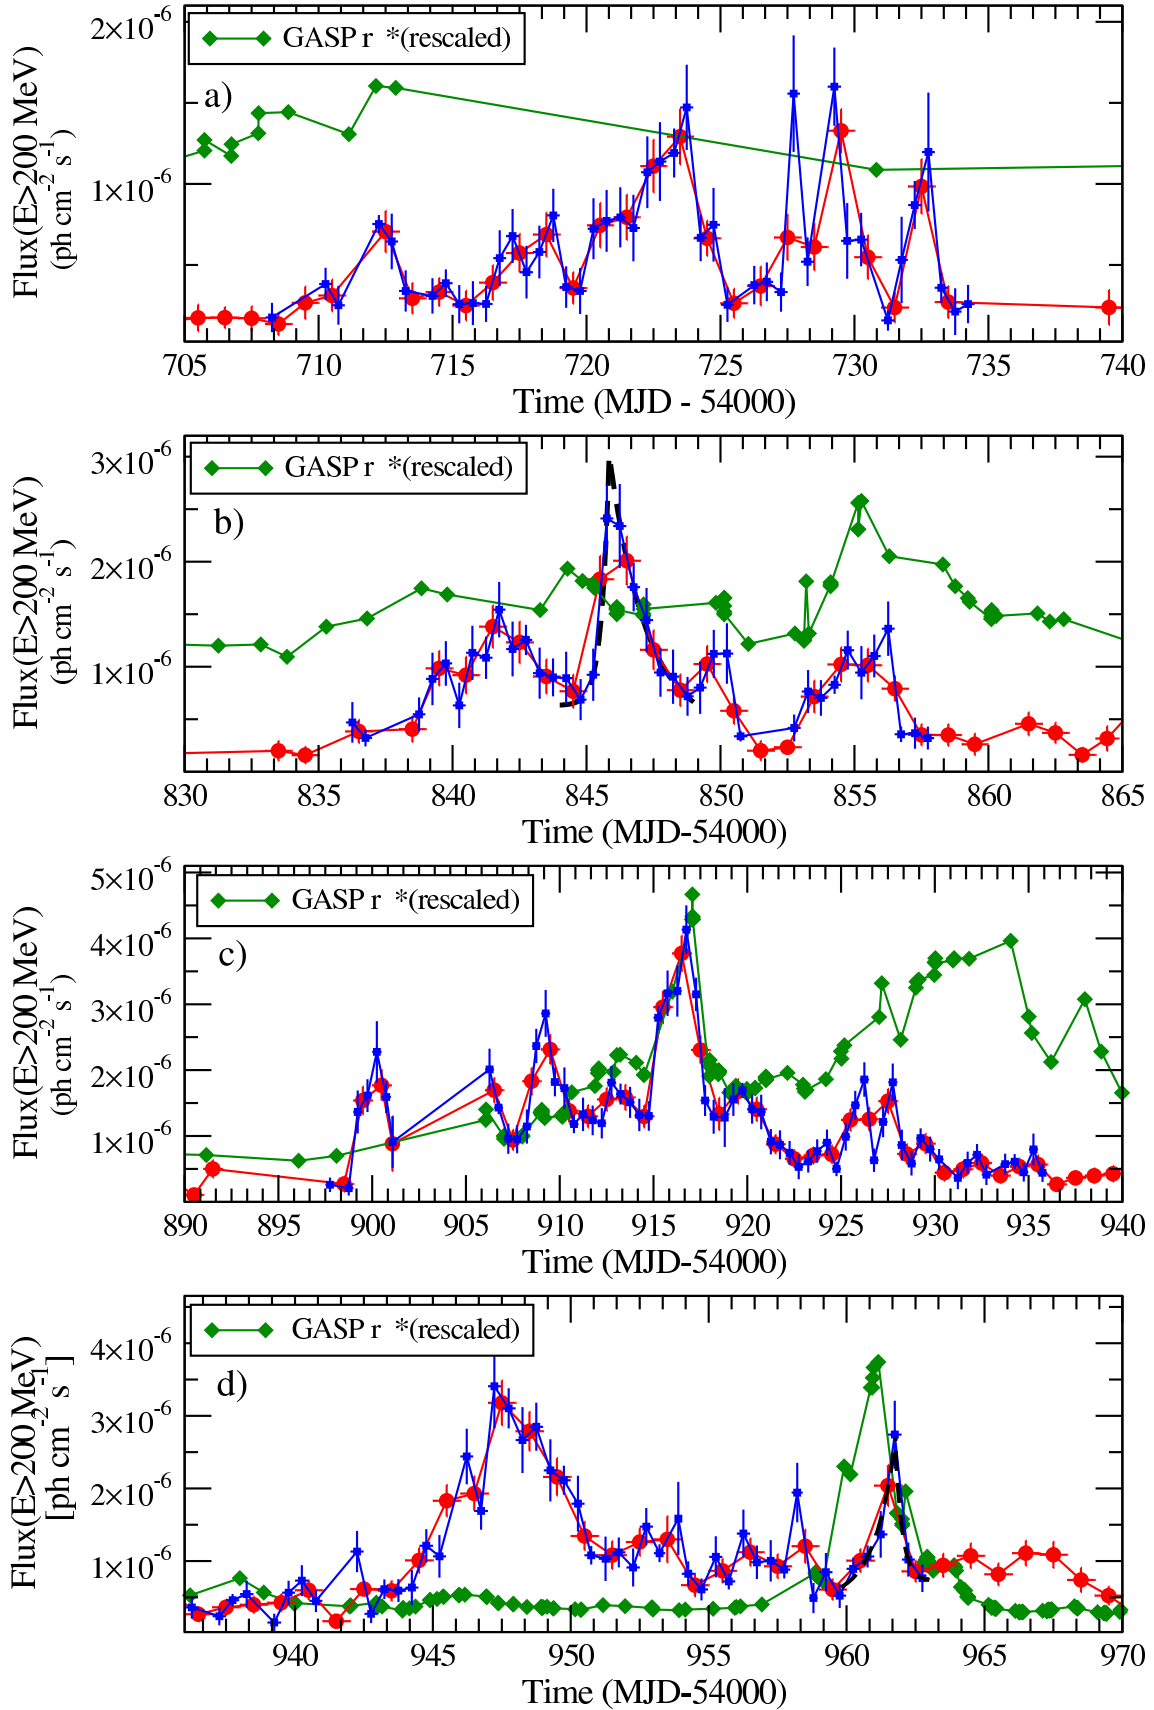 GASP r *(rescaled)
a)
2×10⁻⁶
1×10⁻⁶
Flux(E>200 MeV)
(ph cm⁻² s⁻¹)
705 710 715 720 725 730 735 740
Time (MJD - 54000)
GASP r *(rescaled)
b)
3×10⁻⁶
2×10⁻⁶
1×10⁻⁶
Flux(E>200 MeV)
(ph cm⁻² s⁻¹)
830 835 840 845 850 855 860 865
Time (MJD-54000)
GASP r *(rescaled)
c)
5×10⁻⁶
4×10⁻⁶
3×10⁻⁶
2×10⁻⁶
1×10⁻⁶
Flux(E>200 MeV)
(ph cm⁻² s⁻¹)
890 895 900 905 910 915 920 925 930 935 940
Time (MJD-54000)
GASP r *(rescaled)
d)
4×10⁻⁶
3×10⁻⁶
2×10⁻⁶
1×10⁻⁶
Flux(E>200 MeV)
[ph cm⁻² s⁻¹]
940 945 950 955 960 965 970
Time (MJD-54000)